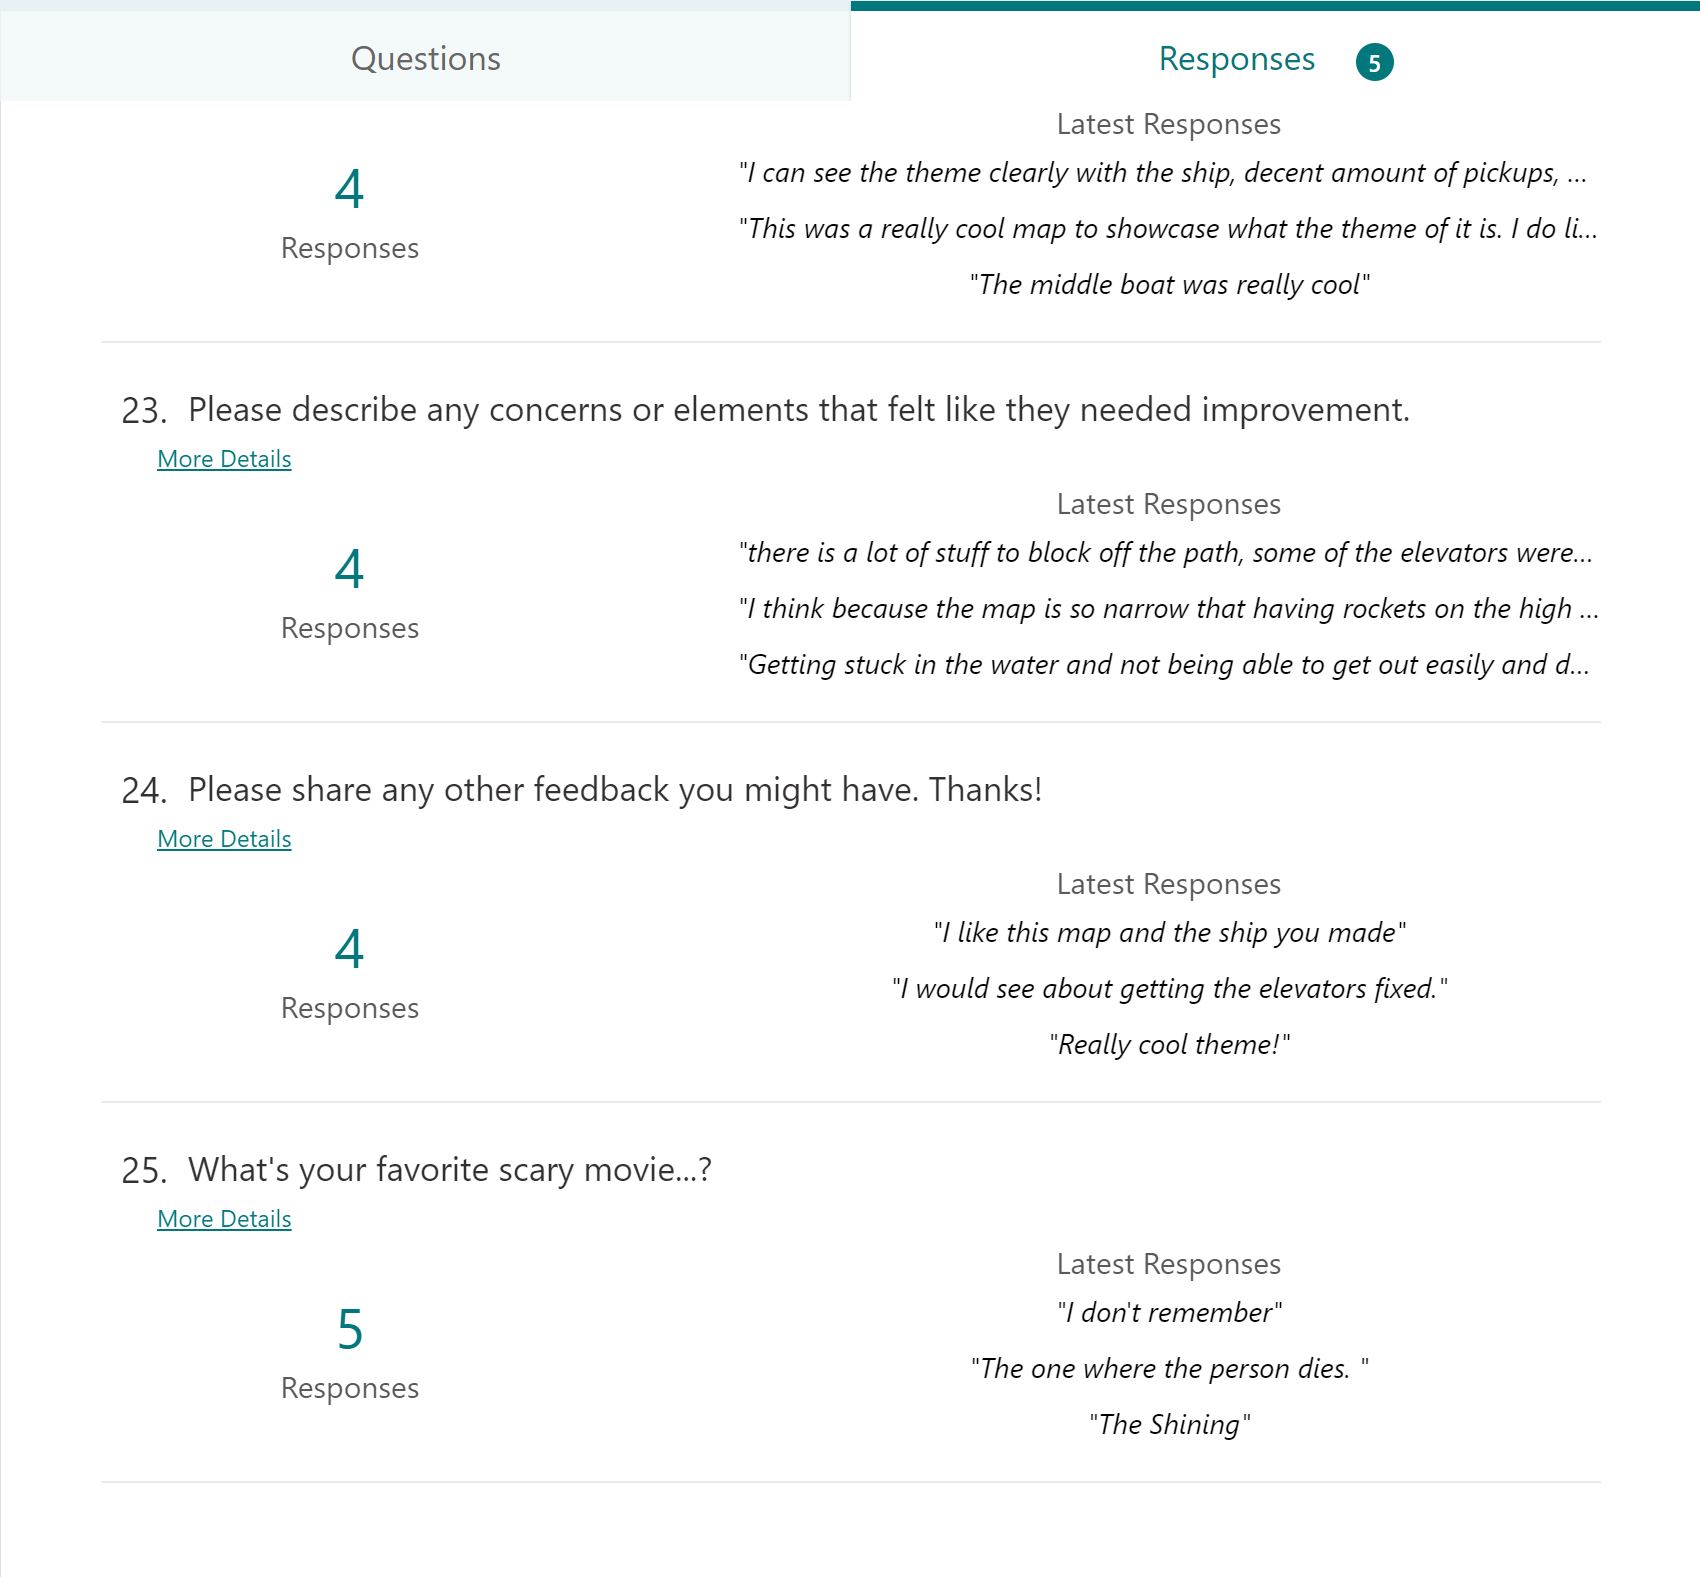 Questions
Responses 5
Latest Responses
4
Responses
"I can see the theme clearly with the ship, decent amount of pickups, ...
"This was a really cool map to showcase what the theme of it is. I do li...
"The middle boat was really cool"
23. Please describe any concerns or elements that felt like they needed improvement.
More Details
Latest Responses
4
Responses
"there is a lot of stuff to block off the path, some of the elevators were...
"I think because the map is so narrow that having rockets on the high ...
"Getting stuck in the water and not being able to get out easily and d...
24. Please share any other feedback you might have. Thanks!
More Details
Latest Responses
4
Responses
"I like this map and the ship you made"
"I would see about getting the elevators fixed."
"Really cool theme!"
25. What's your favorite scary movie...?
More Details
Latest Responses
5
Responses
"I don't remember"
"The one where the person dies. "
"The Shining"